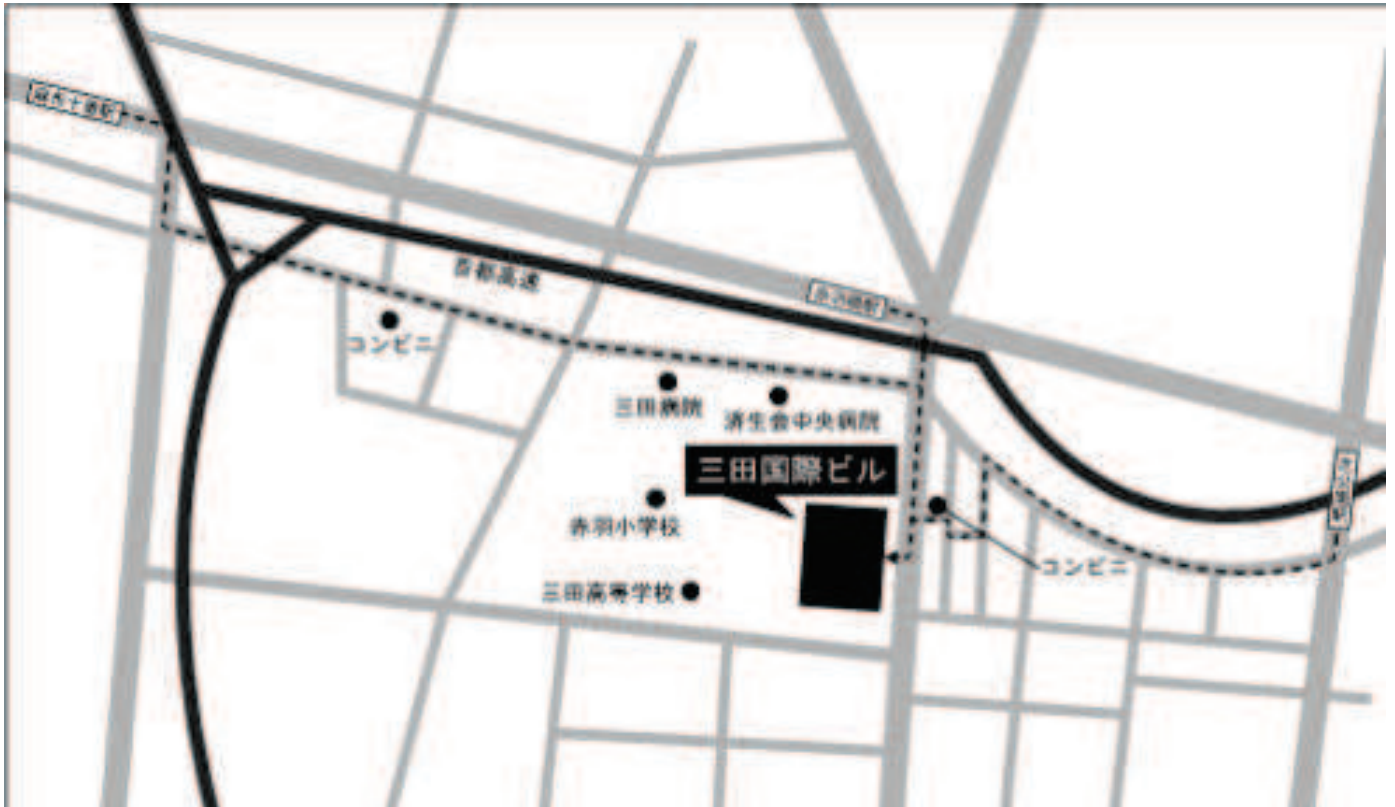 麻布十番駅
首都高速
赤羽橋駅
コンビニ
三田病院
済生会中央病院
三田国際ビル
赤羽小学校
コンビニ
三田高等学校